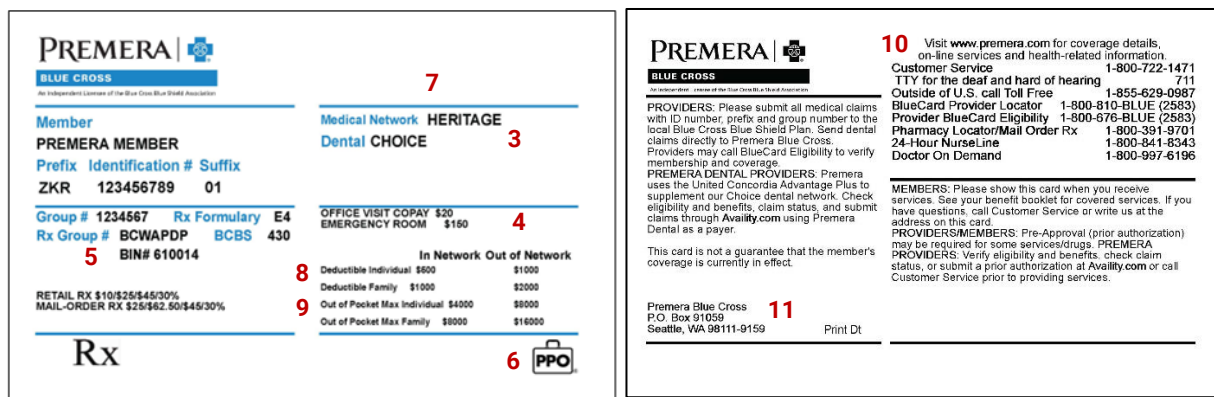 PREMERA
BLUE CROSS
An Independent Licensee of the Blue Cross Blue Shield Association
7
Member
PREMERA MEMBER
Prefix Identification # Suffix
ZKR 123456789 01
Medical Network HERITAGE
Dental CHOICE
3
Group # 1234567 Rx Formulary E4
Rx Group # BCWAPDP BCBS 430
5 BIN# 610014
RETAIL RX $10/$25/$45/30%
MAIL-ORDER RX $25/$62.50/$45/30%
Rx
OFFICE VISIT COPAY $20
EMERGENCY ROOM $150
4
In Network Out of Network
8
Deductible Individual $500 $1000
Deductible Family $1000 $2000
9
Out of Pocket Max Individual $4000 $8000
Out of Pocket Max Family $8000 $16000
6 PPO
PREMERA
BLUE CROSS
An Independent Licensee of the Blue Cross Blue Shield Association
PROVIDERS: Please submit all medical claims
with ID number, prefix and group number to the
local Blue Cross Blue Shield Plan. Send dental
claims directly to Premera Blue Cross.
Providers may call BlueCard Eligibility to verify
membership and coverage.
PREMERA DENTAL PROVIDERS: Premera
uses the United Concordia Advantage Plus to
supplement our Choice dental network. Check
eligibility and benefits, claim status, and submit
claims through Availity.com using Premera
Dental as a payer.
This card is not a guarantee that the member's
coverage is currently in effect.
11
Premera Blue Cross
P.O. Box 91059
Seattle, WA 98111-9159 Print Dt
10
Visit www.premera.com for coverage details,
on-line services and health-related information.
Customer Service 1-800-722-1471
TTY for the deaf and hard of hearing 711
Outside of U.S. call Toll Free 1-855-629-0987
BlueCard Provider Locator 1-800-810-BLUE (2583)
Provider BlueCard Eligibility 1-800-676-BLUE (2583)
Pharmacy Locator/Mail Order Rx 1-800-391-9701
24-Hour NurseLine 1-800-841-8343
Doctor On Demand 1-800-997-6196
MEMBERS: Please show this card when you receive
services. See your benefit booklet for covered services. If you
have questions, call Customer Service or write us at the
address on this card.
PROVIDERS/MEMBERS: Pre-Approval (prior authorization)
may be required for some services/drugs. PREMERA
PROVIDERS: Verify eligibility and benefits. check claim
status, or submit a prior authorization at Availity.com or call
Customer Service prior to providing services.